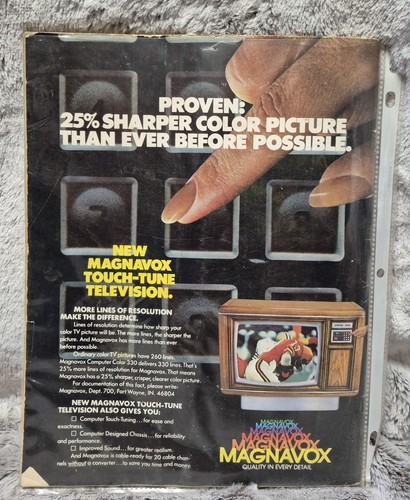 PROVEN:
25% SHARPER COLOR PICTURE
THAN EVER BEFORE POSSIBLE.
NEW
MAGNAVOX
TOUCH-TUNE
TELEVISION.
MORE LINES OF RESOLUTION
MAKE THE DIFFERENCE.
Lines of resolution determine how sharp your
color TV picture will be. The more lines, the sharper the
picture. And Magnavox has more lines than ever
before possible.
Ordinary color TV pictures have 260 lines.
Magnavox Computer Color 330 delivers 330 lines. That's
25% more lines of resolution for Magnavox. That means
Magnavox has a 25% sharper, crisper, clearer color picture.
For documentation of this fact, please write:
Magnavox, Dept. 700, Fort Wayne, IN. 46804
NEW MAGNAVOX TOUCH-TUNE
TELEVISION ALSO GIVES YOU:
Computer Touch-Tuning... for ease and
exactness.
Computer Designed Chassis... for reliability
and performance.
Improved Sound... for greater realism.
And Magnavox is cable-ready for 20 cable chan-
nels without a converter... to save you time and money.
MAGNAVOX
MAGNAVOX
MAGNAVOX
MAGNAVOX
MAGNAVOX
QUALITY IN EVERY DETAIL